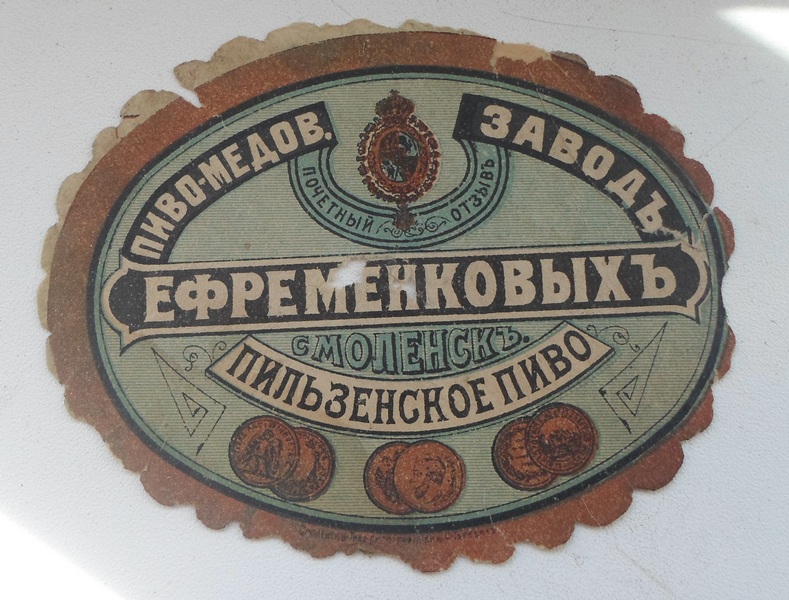 ПИВО-МЕДОВ. ЗАВОДЪ
ПОЧЕТНЫЙ ОТЗЫВЪ
ЕФРЕМЕНКОВЫХЪ
СМОЛЕНСКЪ.
ПИЛЬЗЕНСКОЕ ПИВО